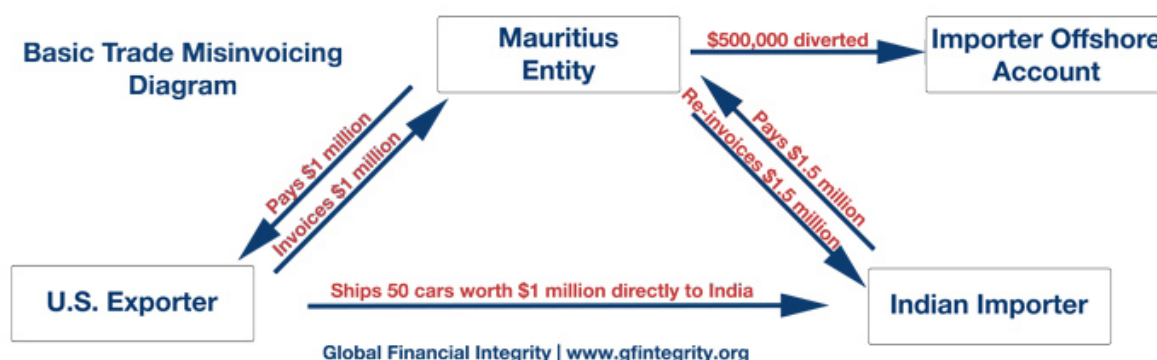 Basic Trade Misinvoicing
Diagram
Mauritius
Entity
$500,000 diverted
Importer Offshore
Account
Pays $1 million
Invoices $1 million
Re-invoices $1.5 million
Pays $1.5 million
U.S. Exporter
Ships 50 cars worth $1 million directly to India
Indian Importer
Global Financial Integrity | www.gfintegrity.org